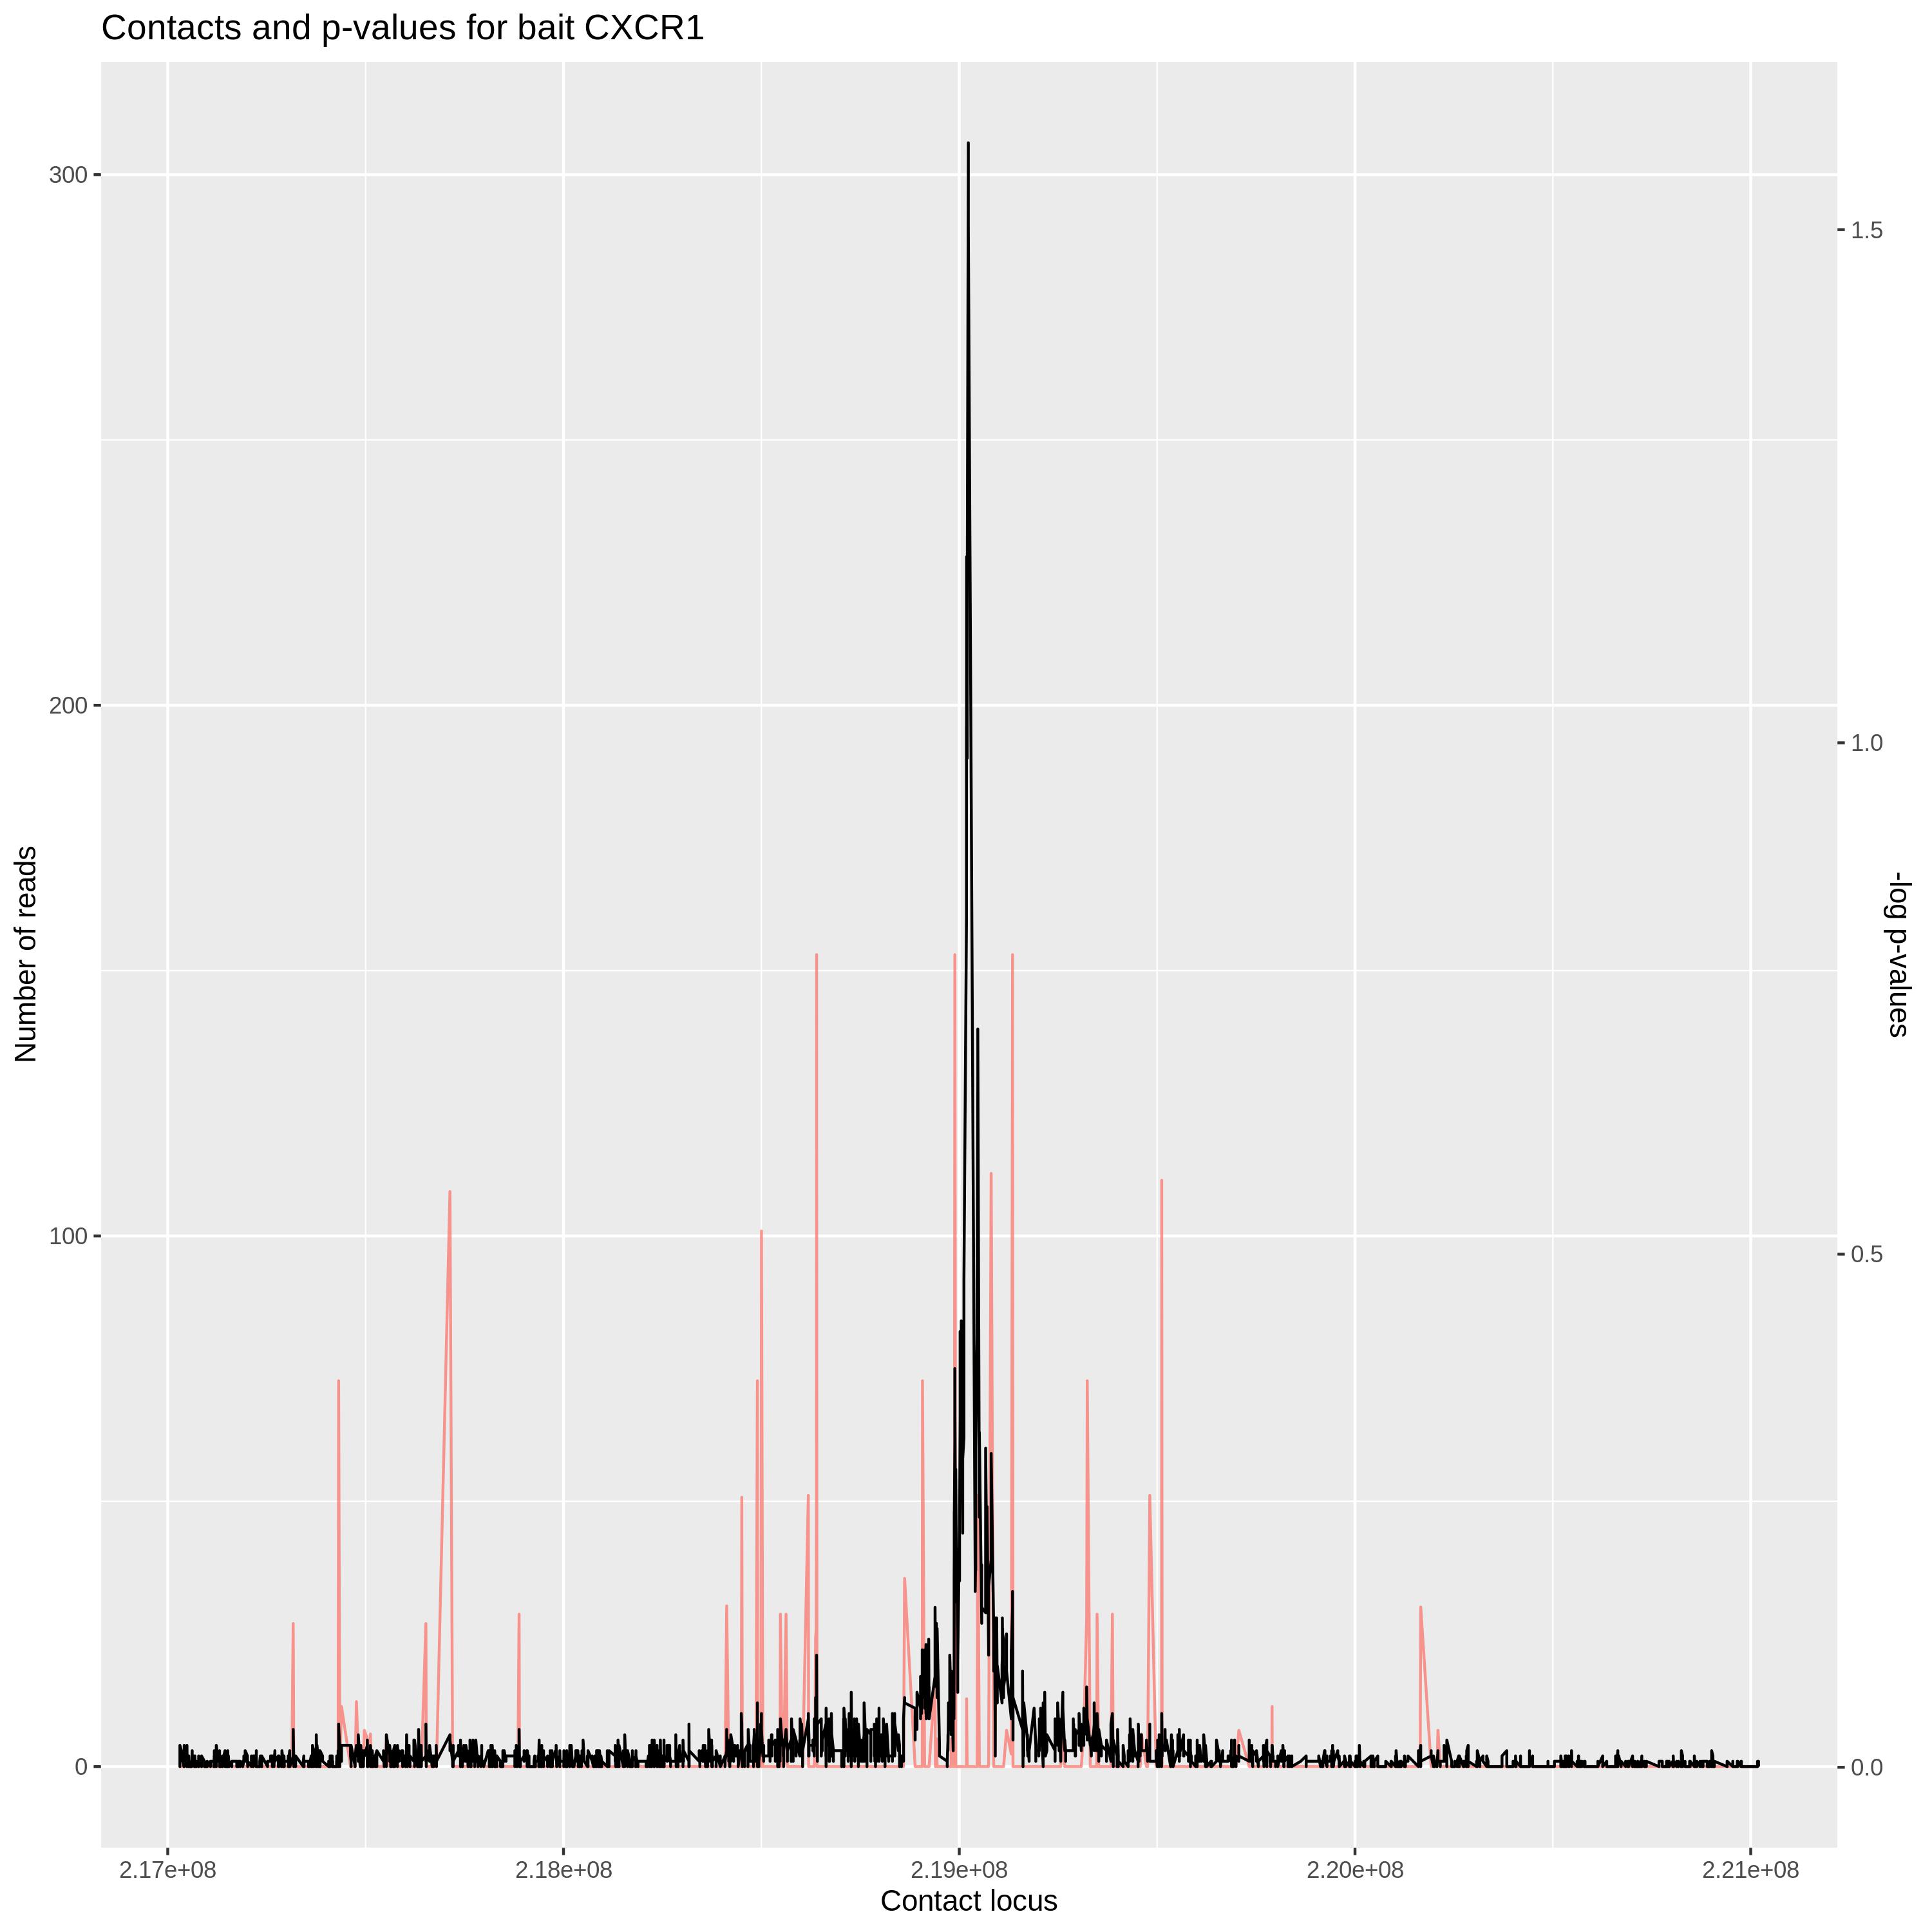 Contacts and p-values for bait CXCR1
300
200
100
0
Number of reads
1.5
1.0
0.5
0.0
-log p-values
2.17e+08 2.18e+08 2.19e+08 2.20e+08 2.21e+08
Contact locus